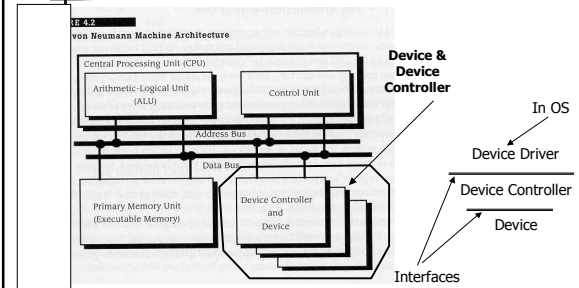 RE 4.2
von Neumann Machine Architecture
Central Processing Unit (CPU)
Arithmetic-Logical Unit
(ALU)
Control Unit
Address Bus
Data Bus
Primary Memory Unit
(Executable Memory)
Device Controller
and
Device
Device &
Device
Controller
In OS
Device Driver
Device Controller
Device
Interfaces